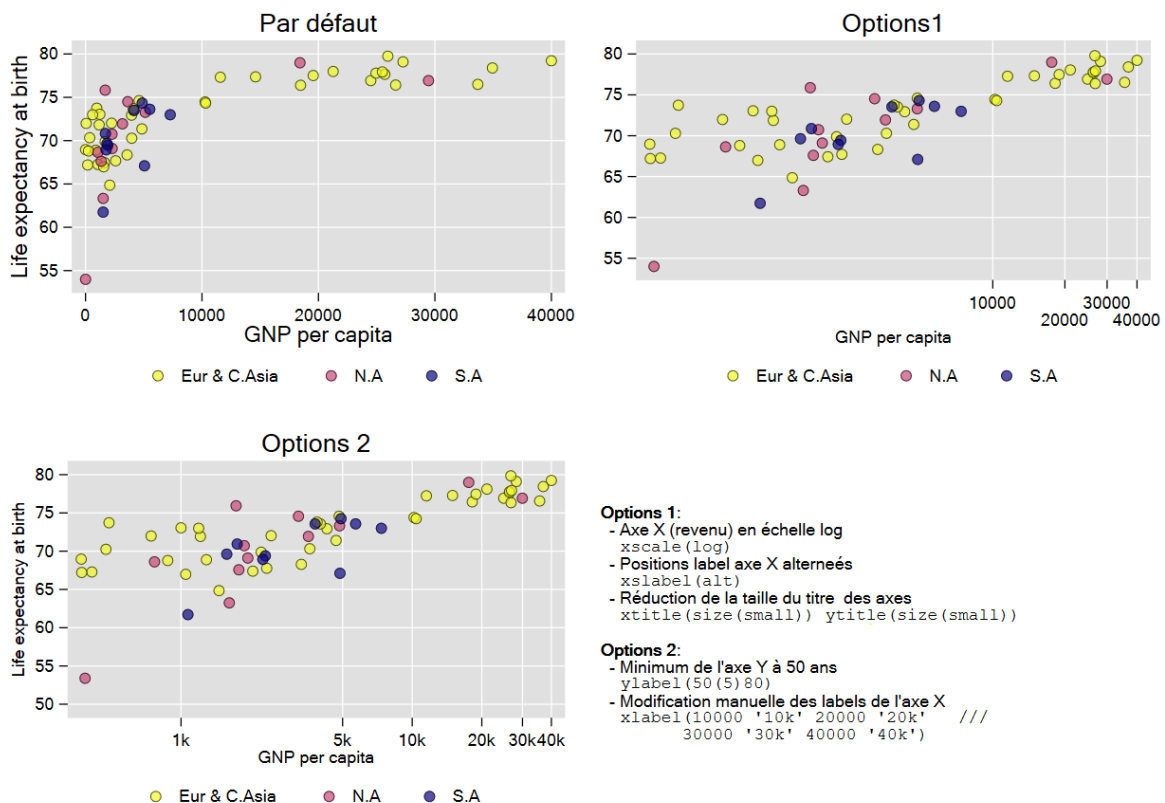 Par défaut
Life expectancy at birth
80
75
70
65
60
55
0 10000 20000 30000 40000
GNP per capita
Eur & C.Asia N.A S.A
Options1
80
75
70
65
60
55
10000 30000
20000 40000
GNP per capita
Eur & C.Asia N.A S.A
Options 2
Life expectancy at birth
80
75
70
65
60
55
50
1k 5k 10k 20k 30k 40k
GNP per capita
Eur & C.Asia N.A S.A
Options 1:
- Axe X (revenu) en échelle log
xscale(log)
- Positions label axe X alterneés
xslabel(alt)
- Réduction de la taille du titre des axes
xtitle(size(small)) ytitle(size(small))
Options 2:
- Minimum de l'axe Y à 50 ans
ylabel(50(5)80)
- Modification manuelle des labels de l'axe X
xlabel(10000 '10k' 20000 '20k' ///
30000 '30k' 40000 '40k')